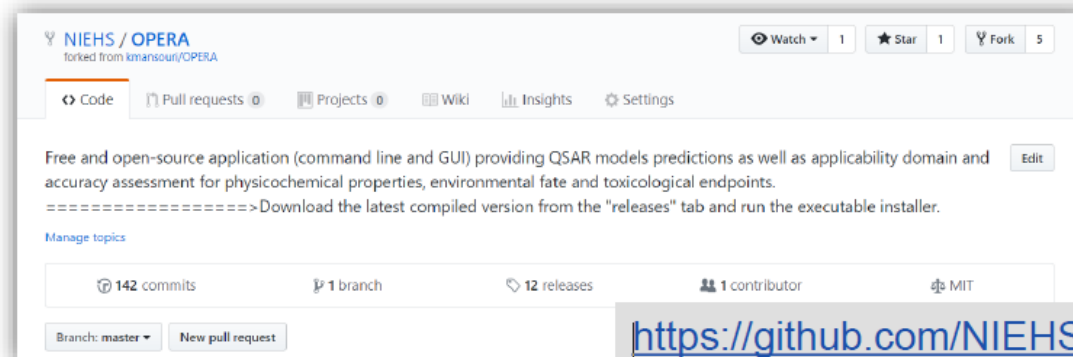 NIEHS / OPERA
forked from kmansouri/OPERA
Watch 1 Star 1 Fork 5
Code Pull requests 0 Projects 0 Wiki Insights Settings
Free and open-source application (command line and GUI) providing QSAR models predictions as well as applicability domain and
accuracy assessment for physicochemical properties, environmental fate and toxicological endpoints.
===================>Download the latest compiled version from the "releases" tab and run the executable installer.
Edit
Manage topics
142 commits 1 branch 12 releases 1 contributor MIT
Branch: master New pull request
https://github.com/NIEHS